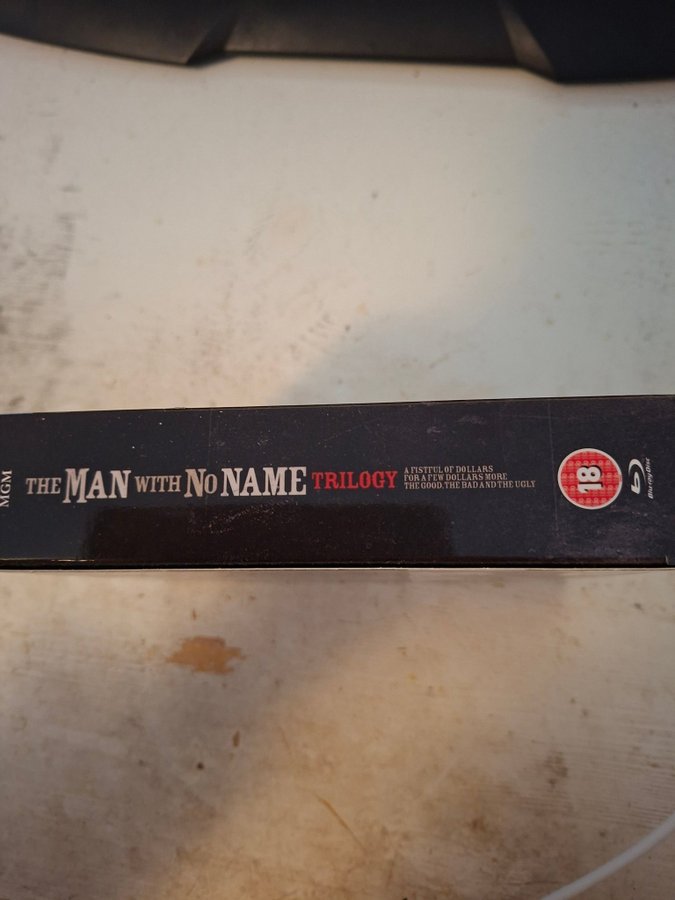 MGM
THE MAN WITH NO NAME TRILOGY
A FISTFUL OF DOLLARS
FOR A FEW DOLLARS MORE
THE GOOD, THE BAD AND THE UGLY
18
Blu-ray Disc